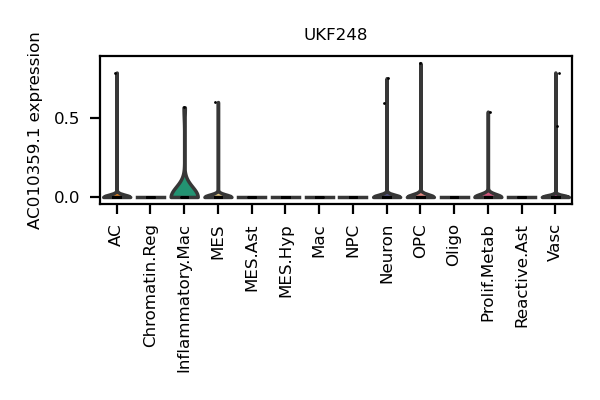 UKF248
AC010359.1 expression
0.5
0.0
AC
Chromatin.Reg
Inflammatory.Mac
MES
MES.Ast
MES.Hyp
Mac
NPC
Neuron
OPC
Oligo
Prolif.Metab
Reactive.Ast
Vasc